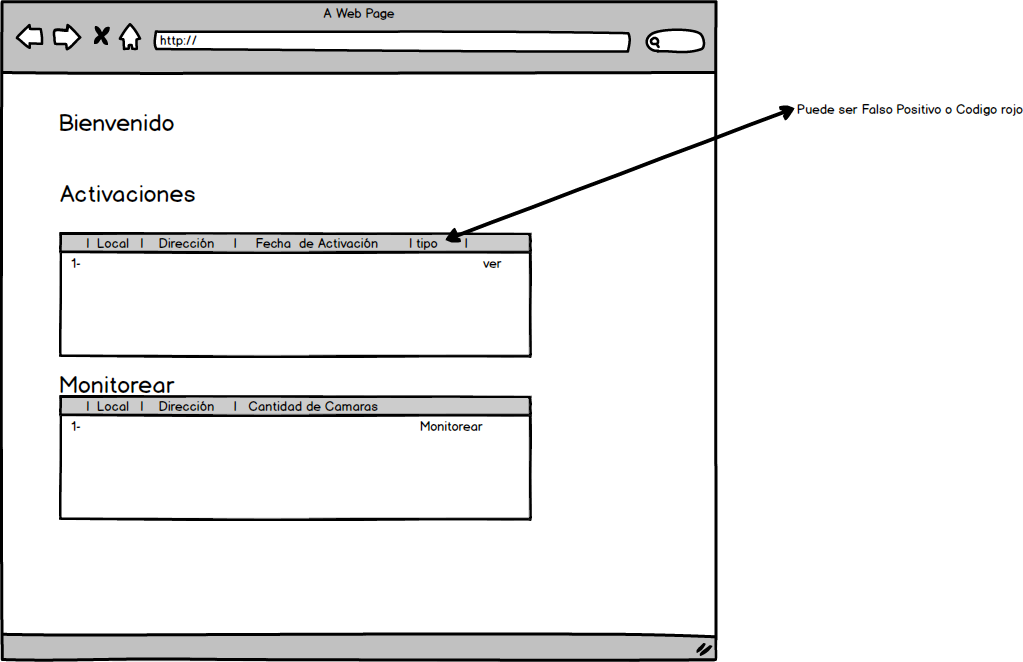 A Web Page
http://
Puede ser Falso Positivo o Codigo rojo
Bienvenido
Activaciones
| Local | Dirección | Fecha de Activación | tipo |
1- ver
Monitorear
| Local | Dirección | Cantidad de Camaras
1- Monitorear